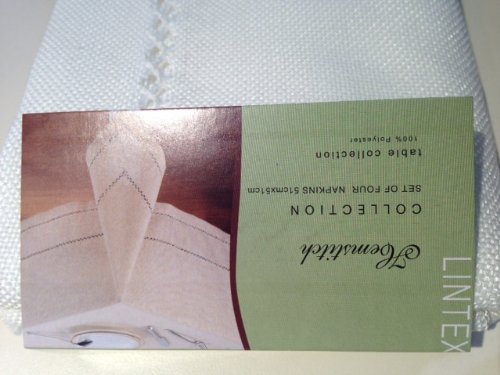 LINTEX
Hemstitch
COLLECTION
SET OF FOUR NAPKINS 51cmx51cm
table collection
100% Polyester